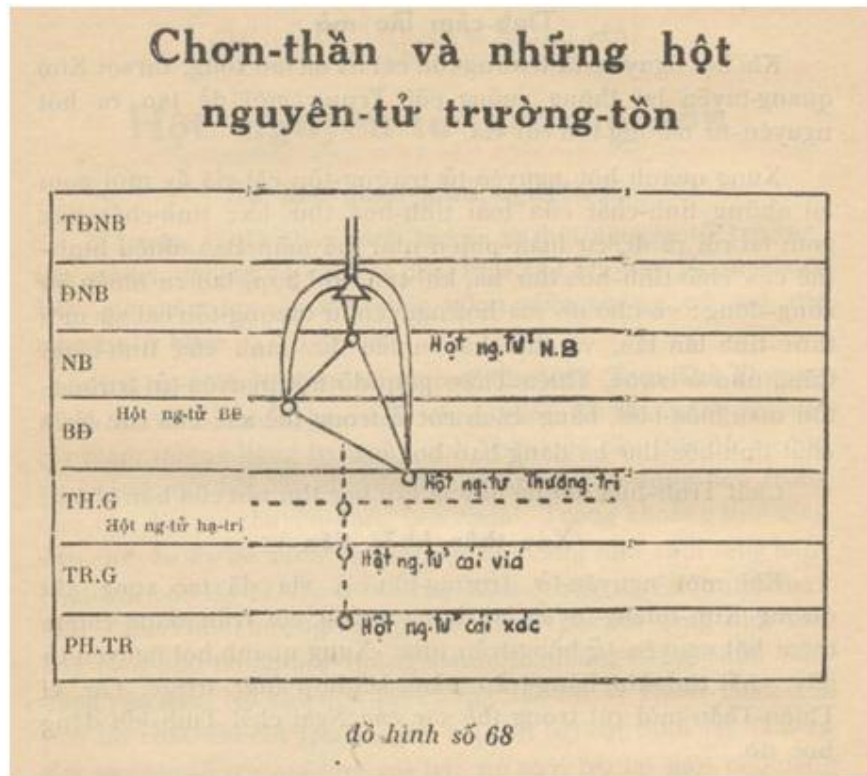 Chơn-thần và những hột
nguyên-tử trường-tồn
TĐNB
ĐNB
Hột ng.tử N.B
NB
Hột ng-tử BĐ
BĐ
Hột ng.tử Thượng.trí
TH.G
Hột ng-tử hạ-trí
Hột ng.tử cái vía
TR.G
Hột ng.tử cái xác
PH.TR
đồ hình số 68